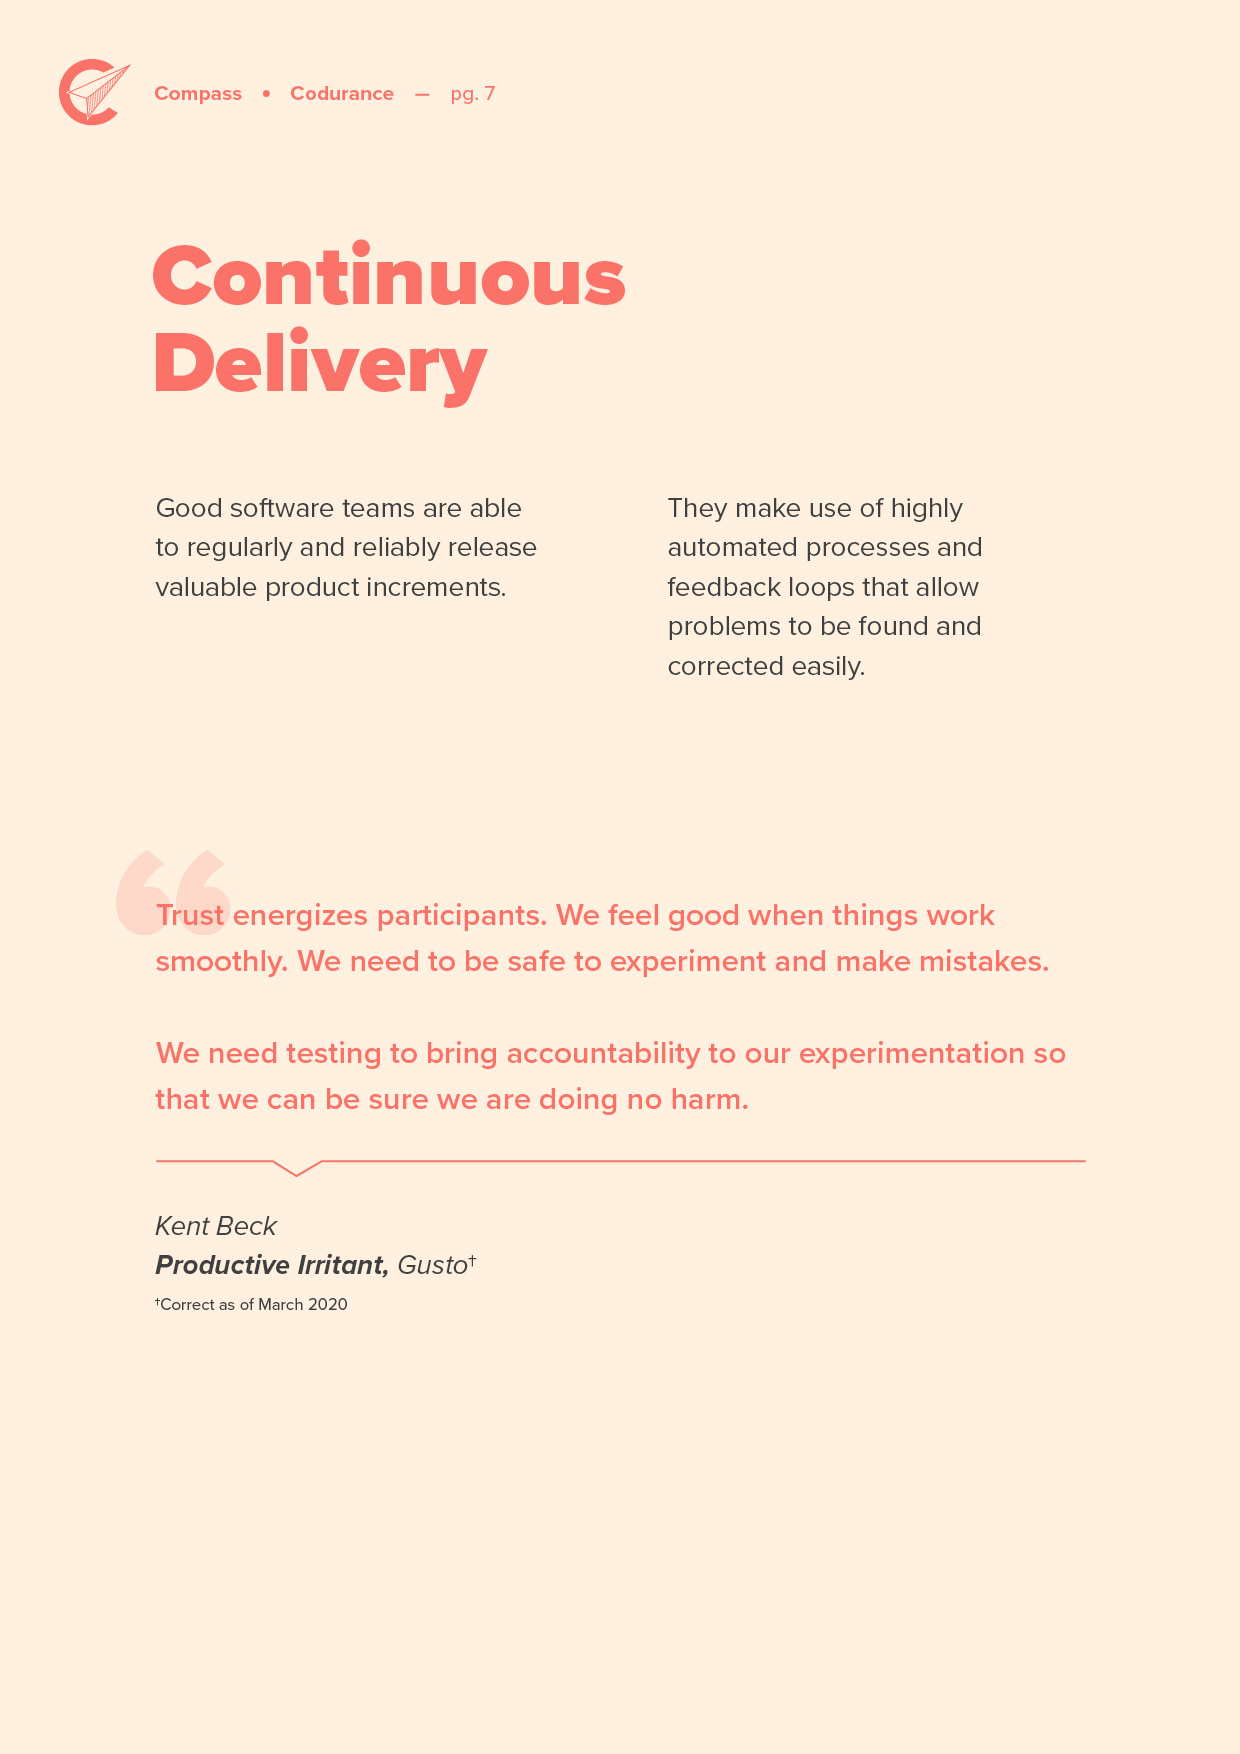 Compass • Codurance — pg. 7
Continuous
Delivery
Good software teams are able
to regularly and reliably release
valuable product increments.
They make use of highly
automated processes and
feedback loops that allow
problems to be found and
corrected easily.
“
Trust energizes participants. We feel good when things work
smoothly. We need to be safe to experiment and make mistakes.
We need testing to bring accountability to our experimentation so
that we can be sure we are doing no harm.
Kent Beck
Productive Irritant, Gusto†
†Correct as of March 2020